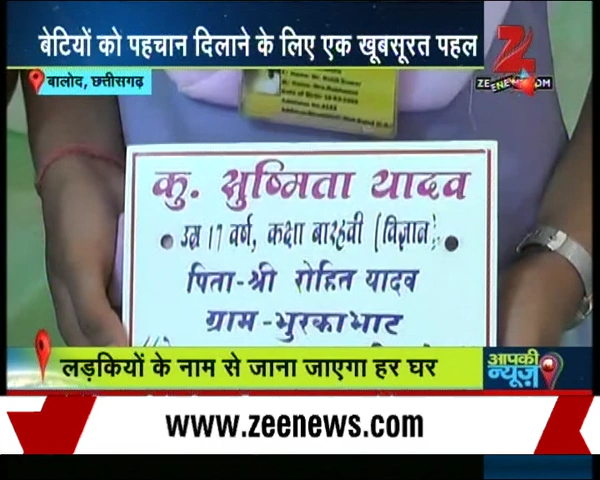 बेटियों को पहचान दिलाने के लिए एक खूबसूरत पहल
Z
ZEENEWS.COM
बालोद, छत्तीसगढ़
कु. सुष्मिता यादव
उम्र 17 वर्ष, कक्षा बारहवी (विज्ञान)
पिता-श्री रोहित यादव
ग्राम-भुरकाभाट
लड़कियों के नाम से जाना जाएगा हर घर
आपकी
न्यूज़
www.zeenews.com